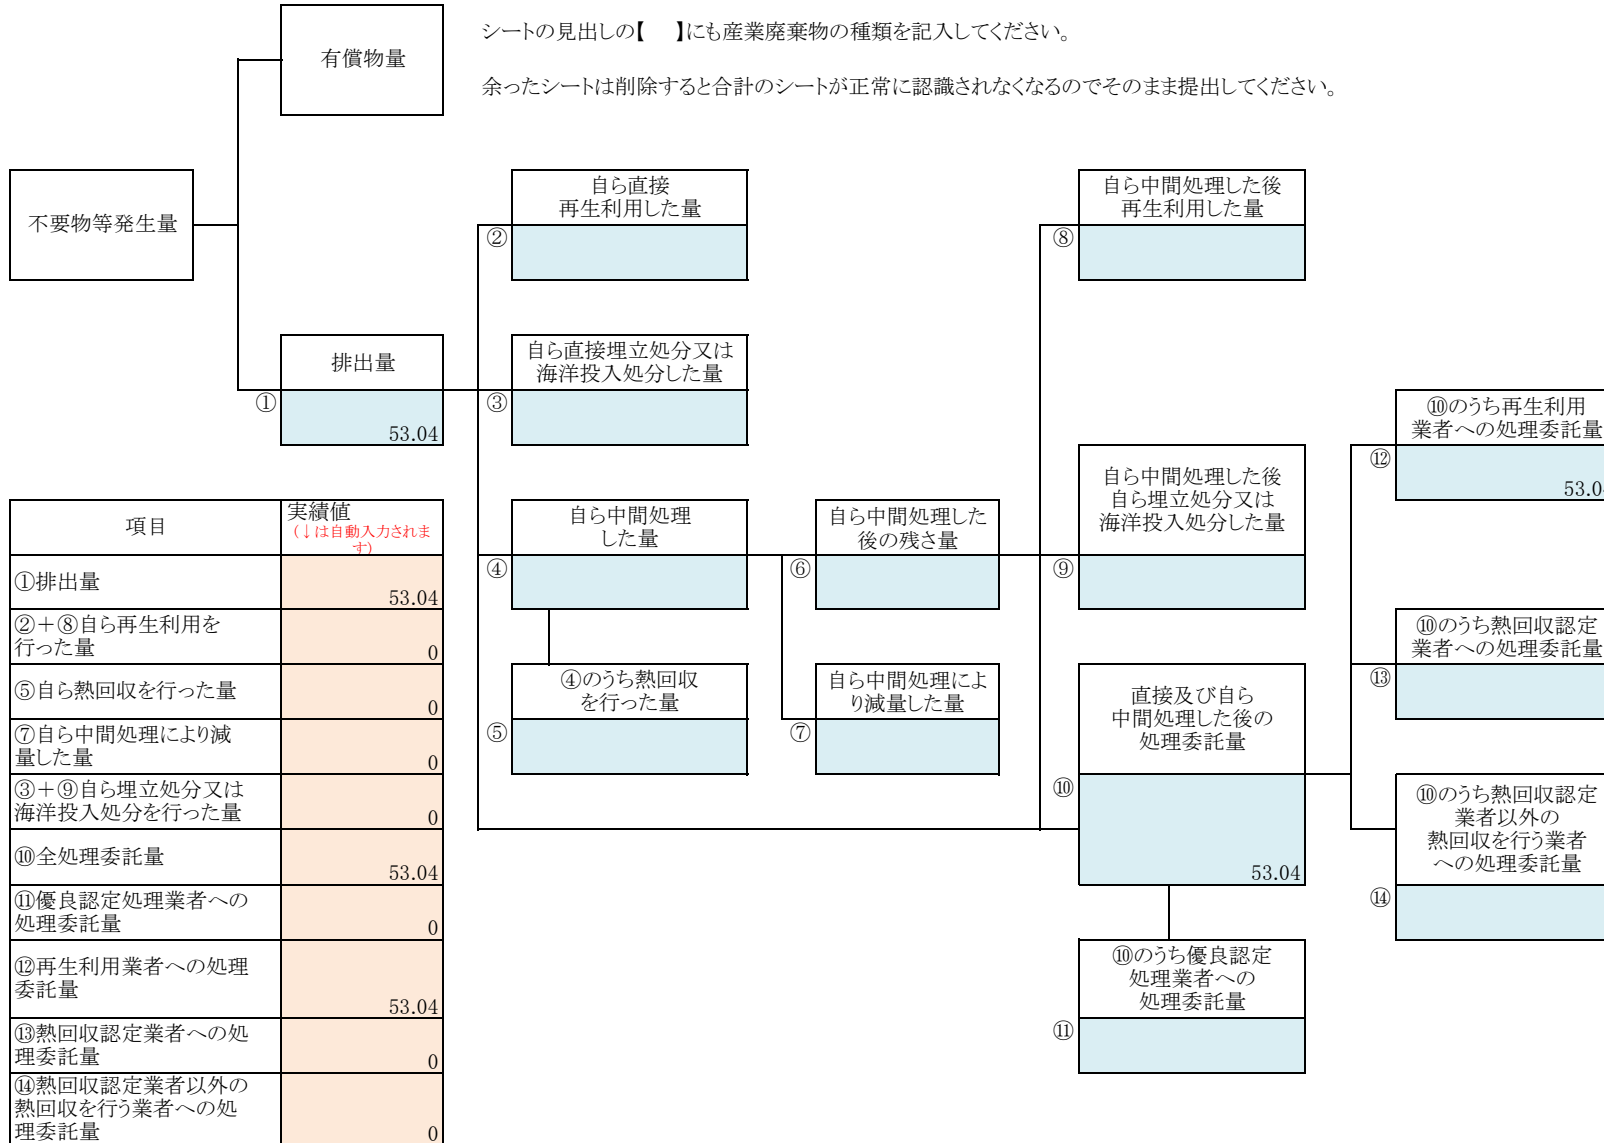 シートの見出しの【　】にも産業廃棄物の種類を記入してください。
有償物量
余ったシートは削除すると合計のシートが正常に認識されなくなるのでそのまま提出してください。
不要物等発生量
自ら直接
再生利用した量
②
自ら中間処理した後
再生利用した量
⑧
排出量
①
53.04
自ら直接埋立処分又は
海洋投入処分した量
③
⑩のうち再生利用
業者への処理委託量
⑫
53.0
自ら中間処理した後
自ら埋立処分又は
海洋投入処分した量
⑨
自ら中間処理
した量
④
自ら中間処理した
後の残さ量
⑥
④のうち熱回収
を行った量
⑤
自ら中間処理によ
り減量した量
⑦
直接及び自ら
中間処理した後の
処理委託量
⑩
53.04
⑩のうち熱回収認定
業者への処理委託量
⑬
⑩のうち熱回収認定
業者以外の
熱回収を行う業者
への処理委託量
⑭
⑩のうち優良認定
処理業者への
処理委託量
⑪
項目
実績値
(↓は自動入力されま
す)
①排出量
53.04
②＋⑧自ら再生利用を
行った量
0
⑤自ら熱回収を行った量
0
⑦自ら中間処理により減
量した量
0
③＋⑨自ら埋立処分又は
海洋投入処分を行った量
0
⑩全処理委託量
53.04
⑪優良認定処理業者への
処理委託量
0
⑫再生利用業者への処理
委託量
53.04
⑬熱回収認定業者への処
理委託量
0
⑭熱回収認定業者以外の
熱回収を行う業者への処
理委託量
0